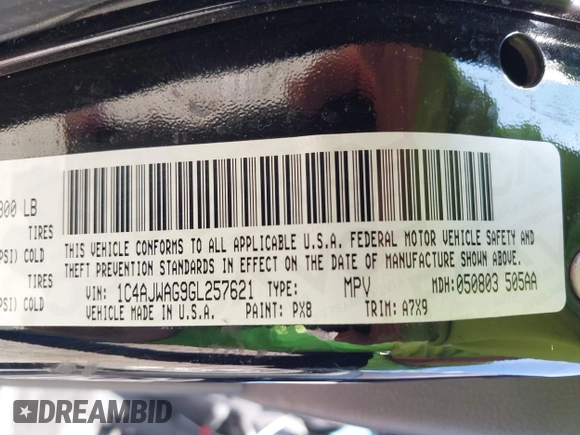 900 LB
TIRES
PSI) COLD
TIRES
PSI) COLD
THIS VEHICLE CONFORMS TO ALL APPLICABLE U.S.A. FEDERAL MOTOR VEHICLE SAFETY AND
THEFT PREVENTION STANDARDS IN EFFECT ON THE DATE OF MANUFACTURE SHOWN ABOVE.
VIN: 1C4AJWAG9GL257621 TYPE: MPV MDH: 050803 505AA
VEHICLE MADE IN U.S.A. PAINT: PX8 TRIM: A7X9
DREAMBID